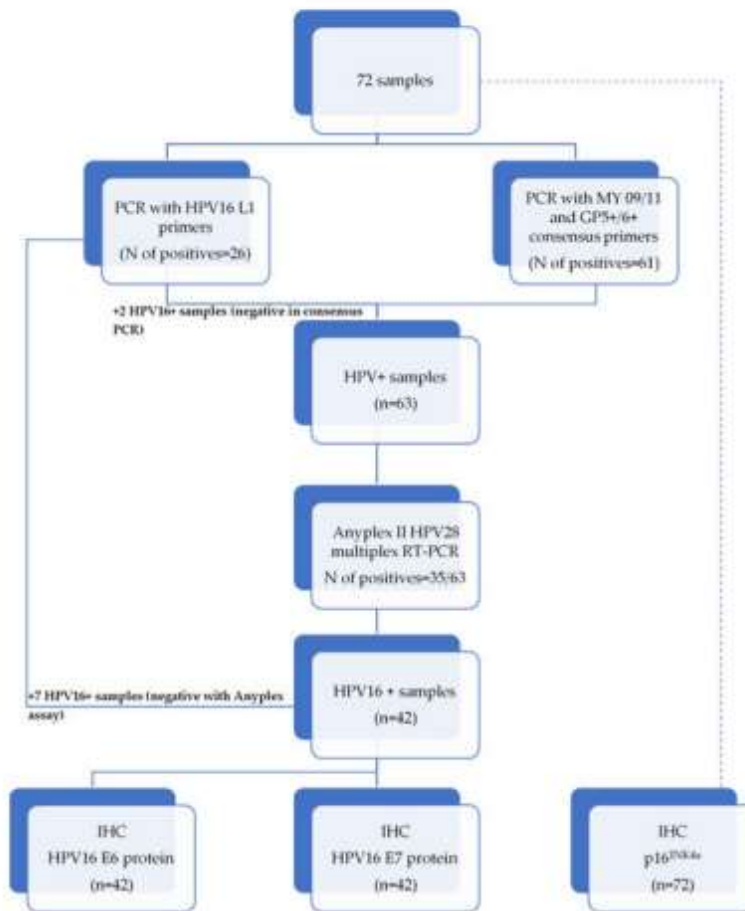 72 samples
PCR with HPV16 L1
primers
(N of positives=26)
PCR with MY 09/11
and GP5+/6+
consensus primers
(N of positives=61)
+2 HPV16+ samples (negative in consensus
PCR)
HPV+ samples
(n=63)
Anyplex II HPV28
multiplex RT-PCR
N of positives=35/63
+7 HPV16+ samples (negative with Anyplex
assay)
HPV16 + samples
(n=42)
IHC
HPV16 E6 protein
(n=42)
IHC
HPV16 E7 protein
(n=42)
IHC
p16INK4a
(n=72)